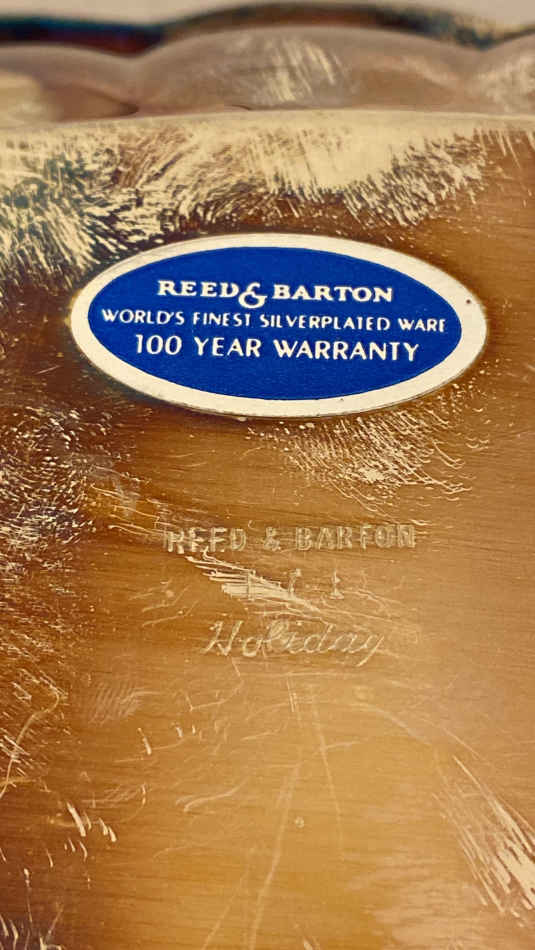 REED & BARTON
WORLD'S FINEST SILVERPLATED WARE
100 YEAR WARRANTY
REED & BARTON
Holiday